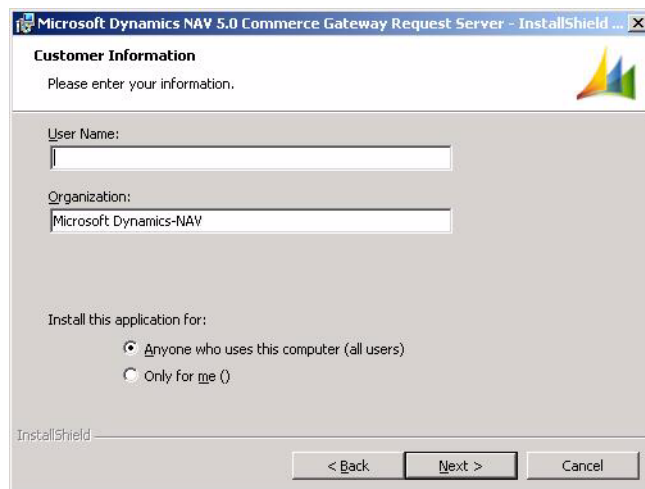 Microsoft Dynamics NAV 5.0 Commerce Gateway Request Server - InstallShield ...
Customer Information
Please enter your information.
User Name:
Organization:
Microsoft Dynamics-NAV
Install this application for:
Anyone who uses this computer (all users)
Only for me ()
InstallShield
< Back
Next >
Cancel